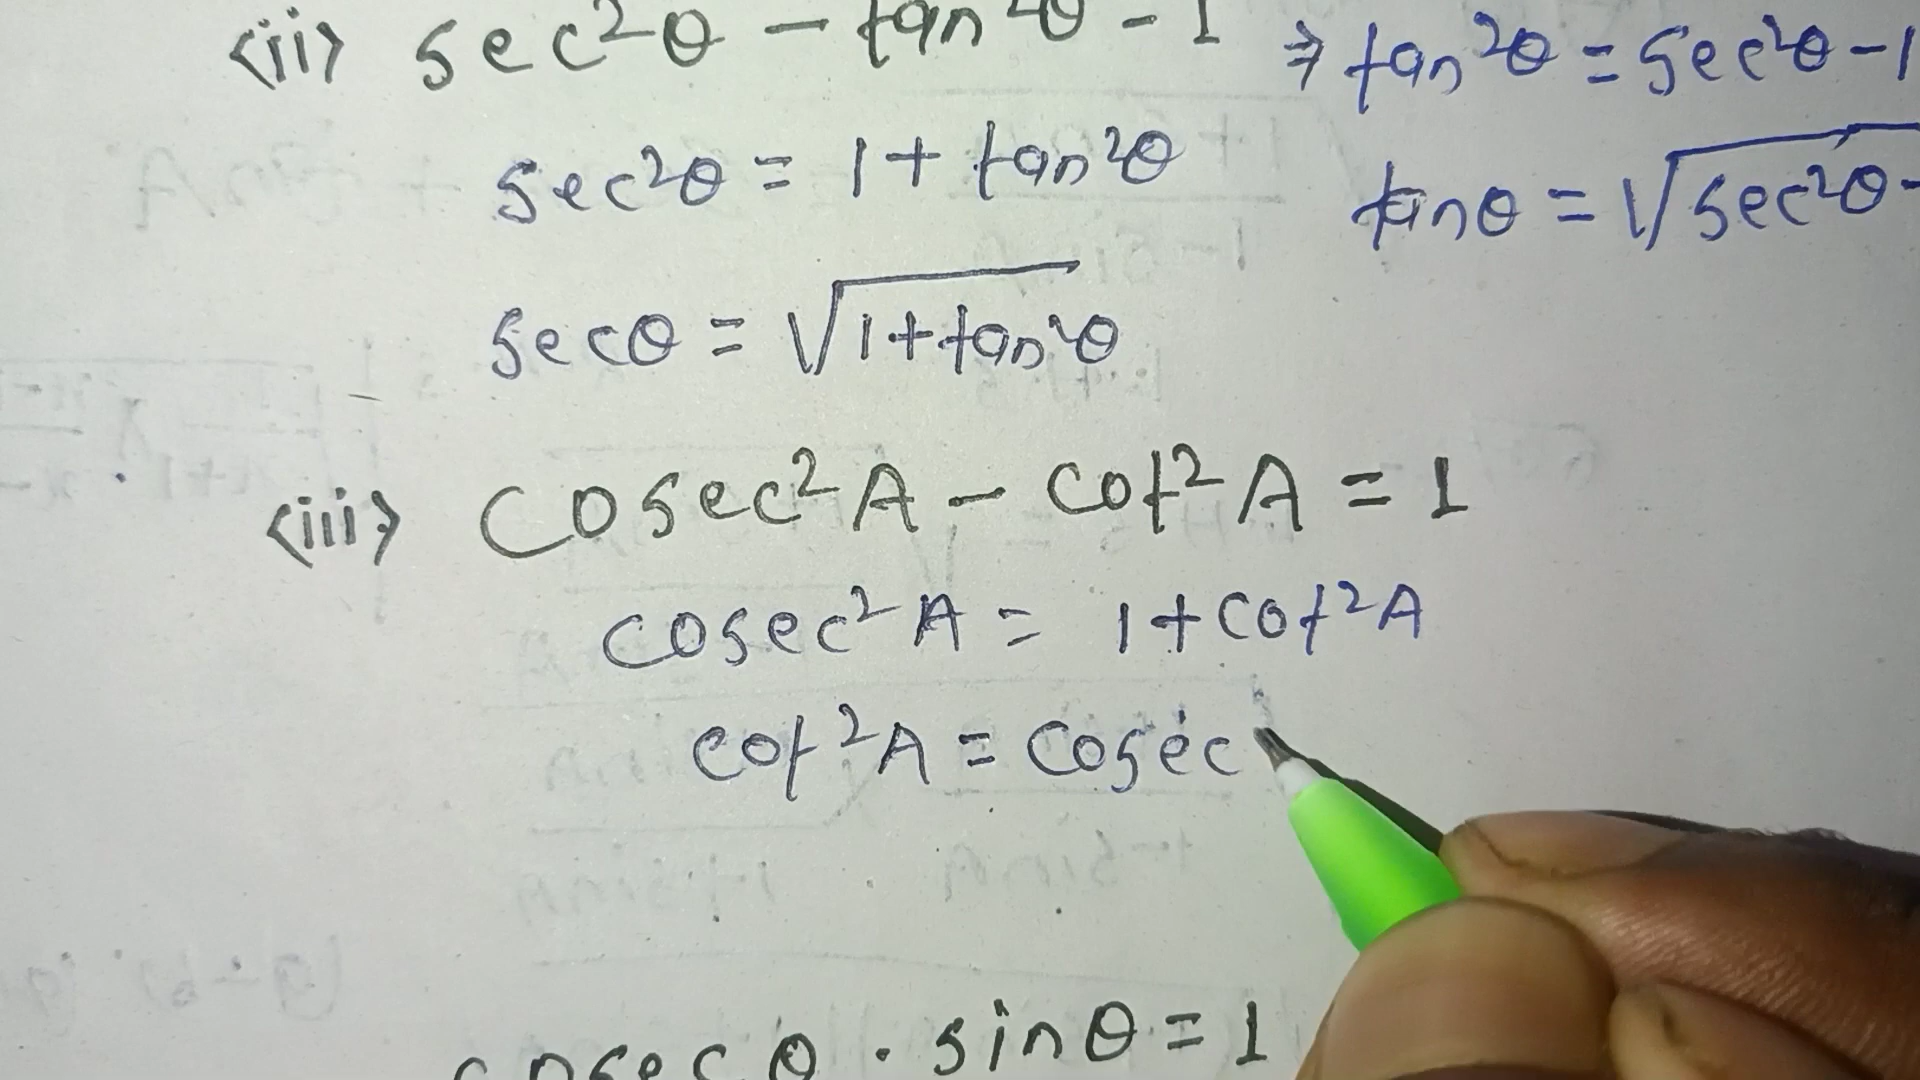 (ii) sec²θ - tan²θ - 1 ⇒ tan²θ = sec²θ - 1
sec²θ = 1 + tan²θ
tanθ = √sec²θ -
secθ = √1 + tan²θ
(iii) cosec²A - cot²A = 1
cosec²A = 1 + cot²A
cot²A = cosec
cosecθ . sinθ = 1